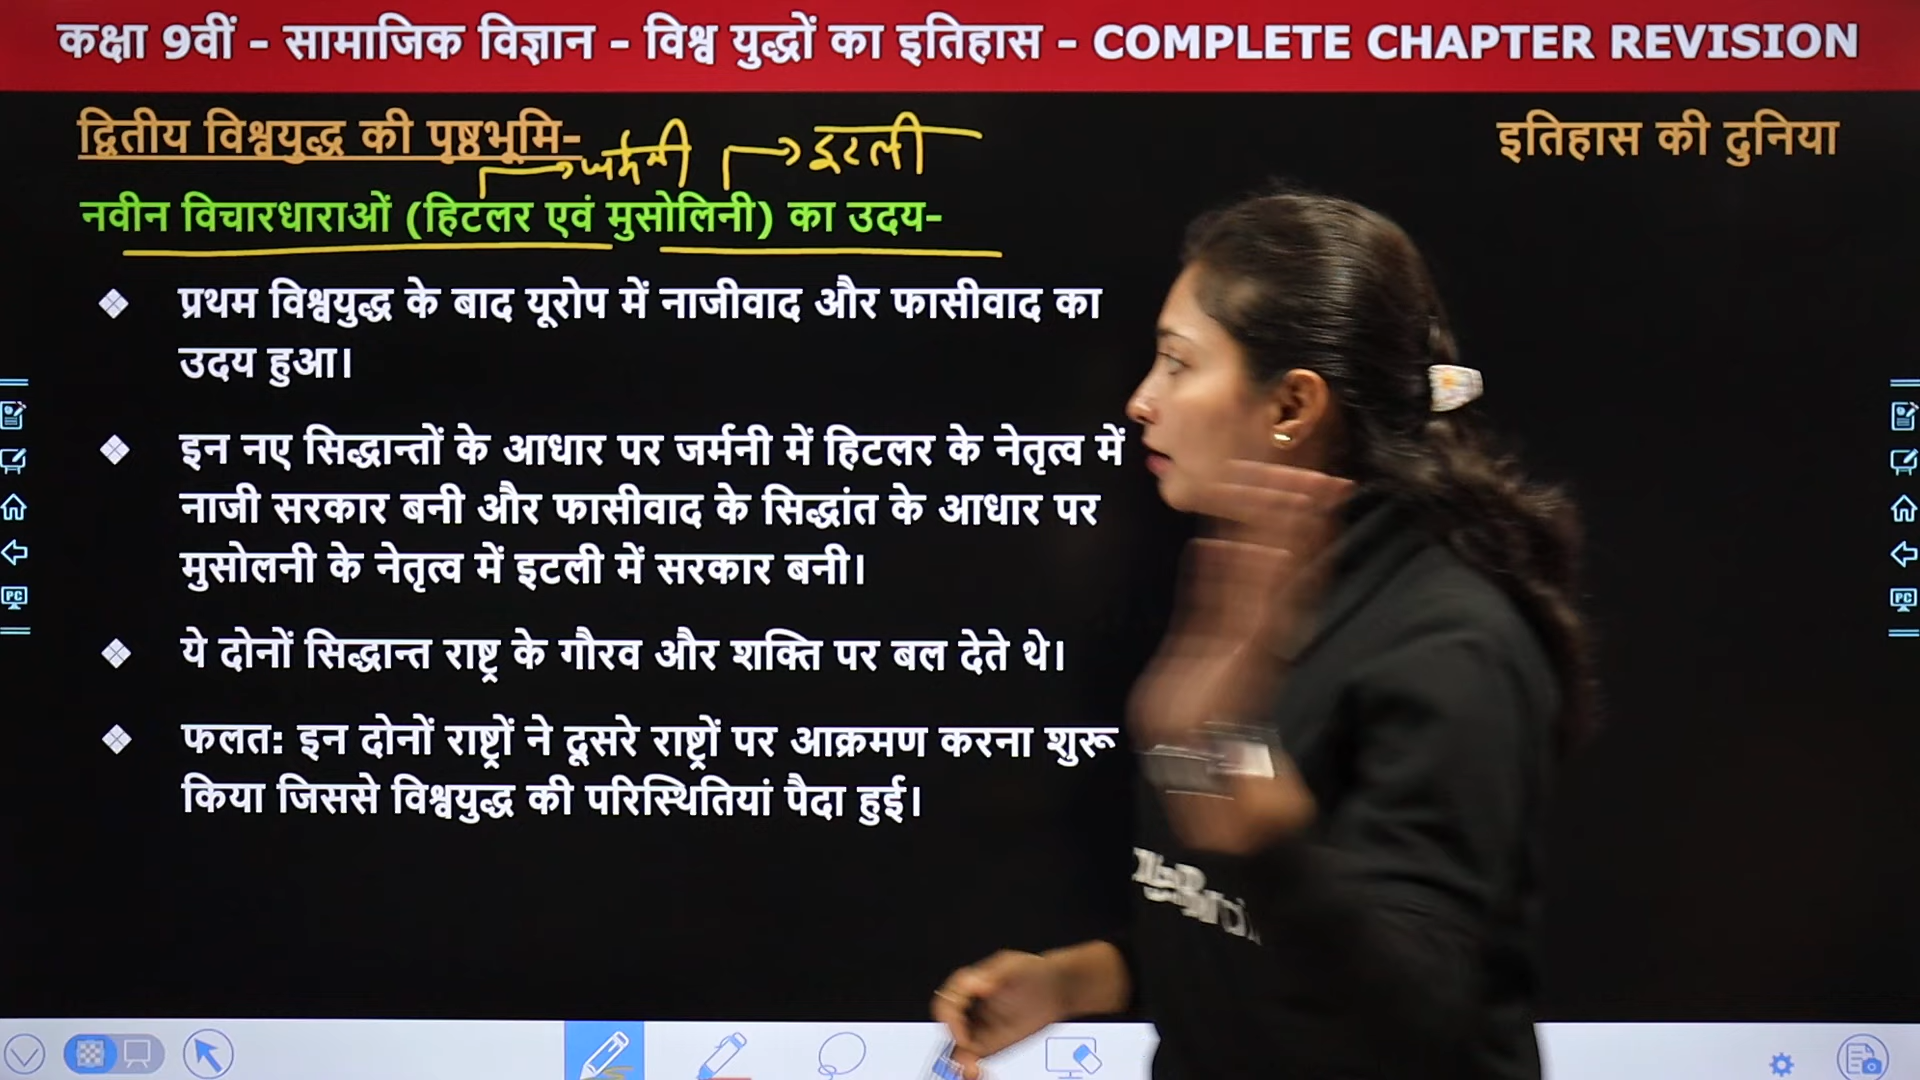 कक्षा 9वीं - सामाजिक विज्ञान - विश्व युद्धों का इतिहास - COMPLETE CHAPTER REVISION
द्वितीय विश्वयुद्ध की पृष्ठभूमि-
जर्मनी
इटली
इतिहास की दुनिया
नवीन विचारधाराओं (हिटलर एवं मुसोलिनी) का उदय-
❖ प्रथम विश्वयुद्ध के बाद यूरोप में नाजीवाद और फासीवाद का
उदय हुआ।
❖ इन नए सिद्धान्तों के आधार पर जर्मनी में हिटलर के नेतृत्व में
नाजी सरकार बनी और फासीवाद के सिद्धांत के आधार पर
मुसोलनी के नेतृत्व में इटली में सरकार बनी।
❖ ये दोनों सिद्धान्त राष्ट्र के गौरव और शक्ति पर बल देते थे।
❖ फलत: इन दोनों राष्ट्रों ने दूसरे राष्ट्रों पर आक्रमण करना शुरू
किया जिससे विश्वयुद्ध की परिस्थितियां पैदा हुई।
PC
PC